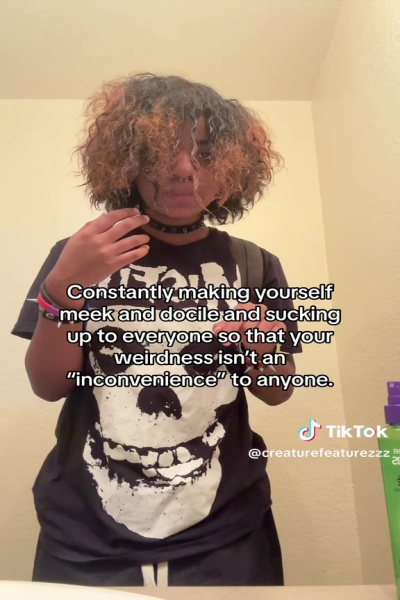 Constantly making yourself
meek and docile and sucking
up to everyone so that your
weirdness isn't an
“inconvenience” to anyone.
TikTok
@creaturefeaturezzz